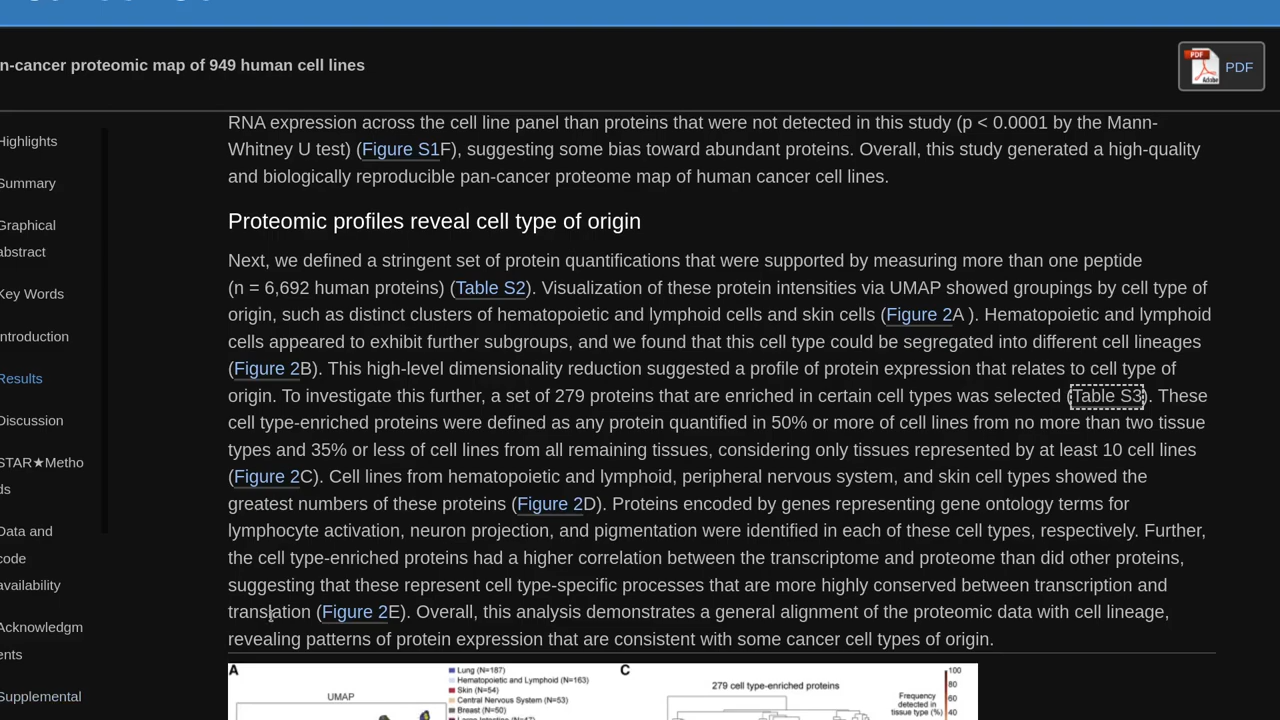 n-cancer proteomic map of 949 human cell lines
PDF
PDF
Adobe
Highlights
Summary
Graphical
abstract
Key Words
ntroduction
Results
Discussion
STAR★Metho
ds
Data and
code
availability
Acknowledgm
ents
Supplemental
RNA expression across the cell line panel than proteins that were not detected in this study (p < 0.0001 by the Mann-
Whitney U test) (Figure S1F), suggesting some bias toward abundant proteins. Overall, this study generated a high-quality
and biologically reproducible pan-cancer proteome map of human cancer cell lines.
Proteomic profiles reveal cell type of origin
Next, we defined a stringent set of protein quantifications that were supported by measuring more than one peptide
(n = 6,692 human proteins) (Table S2). Visualization of these protein intensities via UMAP showed groupings by cell type of
origin, such as distinct clusters of hematopoietic and lymphoid cells and skin cells (Figure 2A ). Hematopoietic and lymphoid
cells appeared to exhibit further subgroups, and we found that this cell type could be segregated into different cell lineages
(Figure 2B). This high-level dimensionality reduction suggested a profile of protein expression that relates to cell type of
origin. To investigate this further, a set of 279 proteins that are enriched in certain cell types was selected (Table S3). These
cell type-enriched proteins were defined as any protein quantified in 50% or more of cell lines from no more than two tissue
types and 35% or less of cell lines from all remaining tissues, considering only tissues represented by at least 10 cell lines
(Figure 2C). Cell lines from hematopoietic and lymphoid, peripheral nervous system, and skin cell types showed the
greatest numbers of these proteins (Figure 2D). Proteins encoded by genes representing gene ontology terms for
lymphocyte activation, neuron projection, and pigmentation were identified in each of these cell types, respectively. Further,
the cell type-enriched proteins had a higher correlation between the transcriptome and proteome than did other proteins,
suggesting that these represent cell type-specific processes that are more highly conserved between transcription and
translation (Figure 2E). Overall, this analysis demonstrates a general alignment of the proteomic data with cell lineage,
revealing patterns of protein expression that are consistent with some cancer cell types of origin.
A
UMAP
Lung (N=187)
Hematopoietic and Lymphoid (N=163)
Skin (N=54)
Central Nervous System (N=53)
Breast (N=50)
Large Intestine (N=47)
C
279 cell type-enriched proteins
Frequency
detected in
tissue type (%)
100
80
60
40